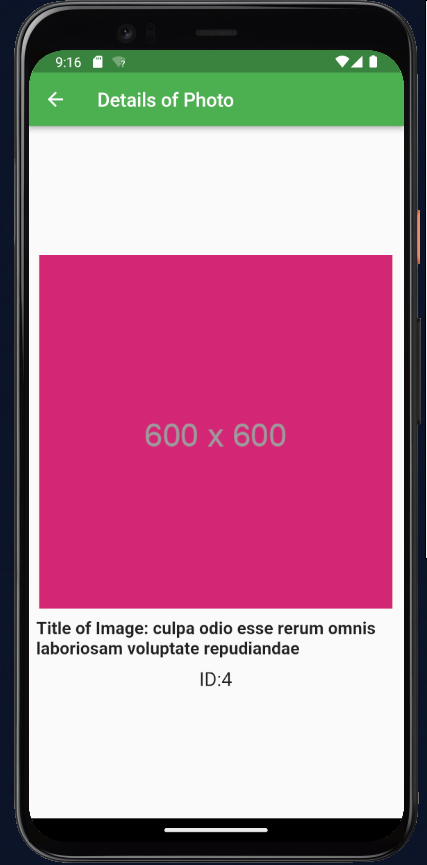 9:16
Details of Photo
600 x 600
Title of Image: culpa odio esse rerum omnis
laboriosam voluptate repudiandae
ID:4